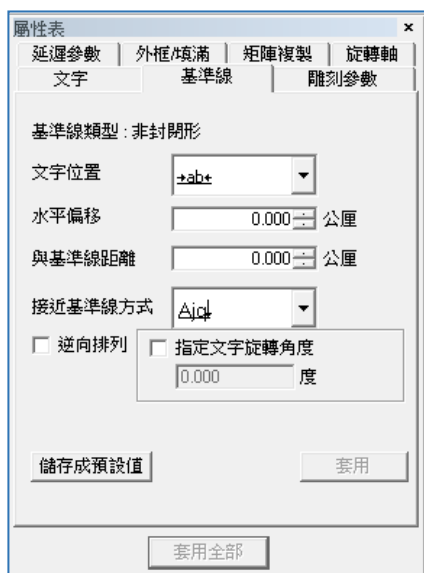 屬性表
延遲參數 外框/填滿 矩陣複製 旋轉軸
文字 基準線 雕刻參數
基準線類型 : 非封閉形
文字位置 ab
水平偏移 0.000 公厘
與基準線距離 0.000 公厘
接近基準線方式 Ajq
逆向排列 指定文字旋轉角度
0.000 度
儲存成預設值 套用
套用全部